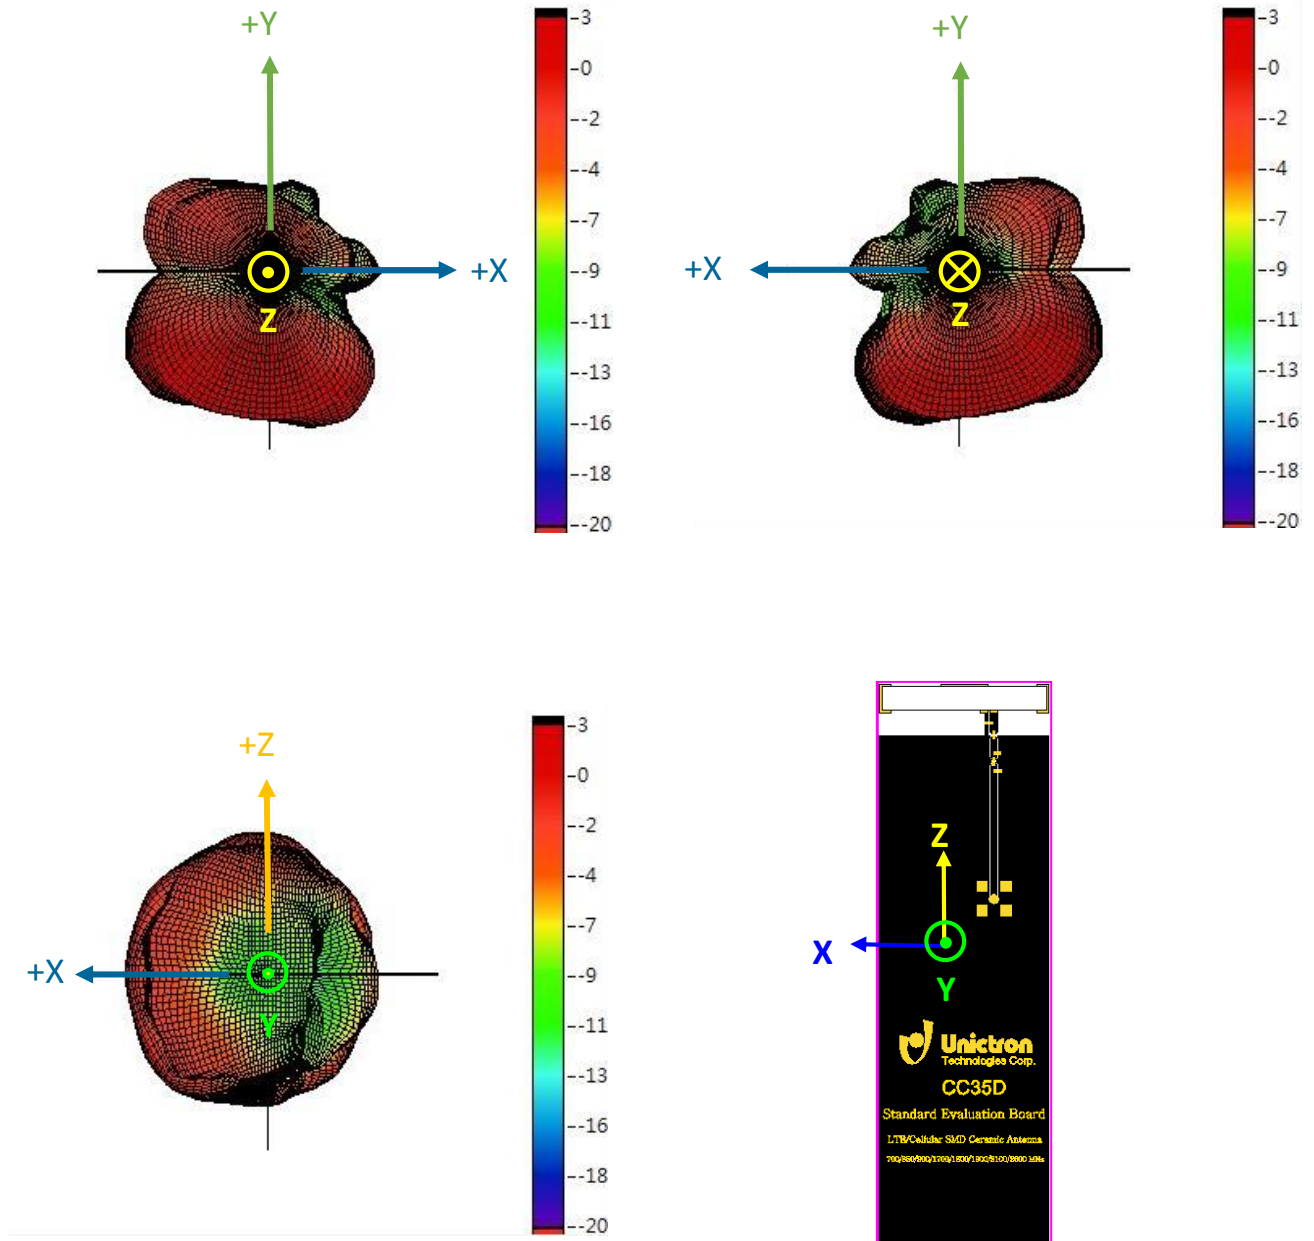 +Y
+X
Z
3
0
-2
-4
-7
-9
-11
-13
-16
-18
-20
+Y
+X
Z
3
0
-2
-4
-7
-9
-11
-13
-16
-18
-20
+Z
+X
Y
3
0
-2
-4
-7
-9
-11
-13
-16
-18
-20
Z
X
Y
Unictron
Technologies Corp.
CC35D
Standard Evaluation Board
LTE/Cellular SMD Ceramic Antenna